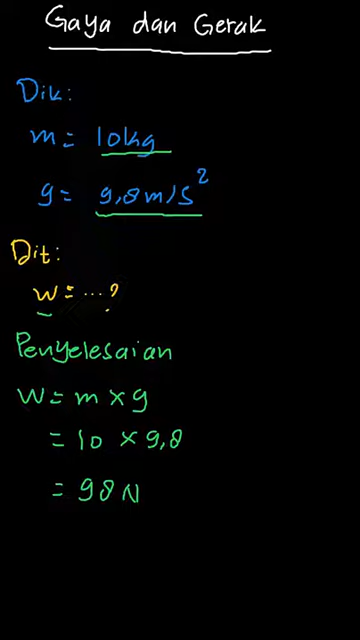 Gaya dan Gerak
Dik:
m = 10kg
g = 9,8 m/s²
Dit:
w = ...?
Penyelesaian
W = m × g
= 10 × 9,8
= 98 N